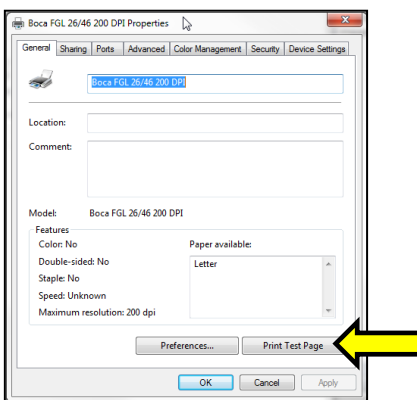 Boca FGL 26/46 200 DPI Properties
General Sharing Ports Advanced Color Management Security Device Settings
Boca FGL 26/46 200 DPI
Location:
Comment:
Model: Boca FGL 26/46 200 DPI
Features
Color: No Paper available:
Double-sided: No Letter
Staple: No
Speed: Unknown
Maximum resolution: 200 dpi
Preferences... Print Test Page
OK Cancel Apply